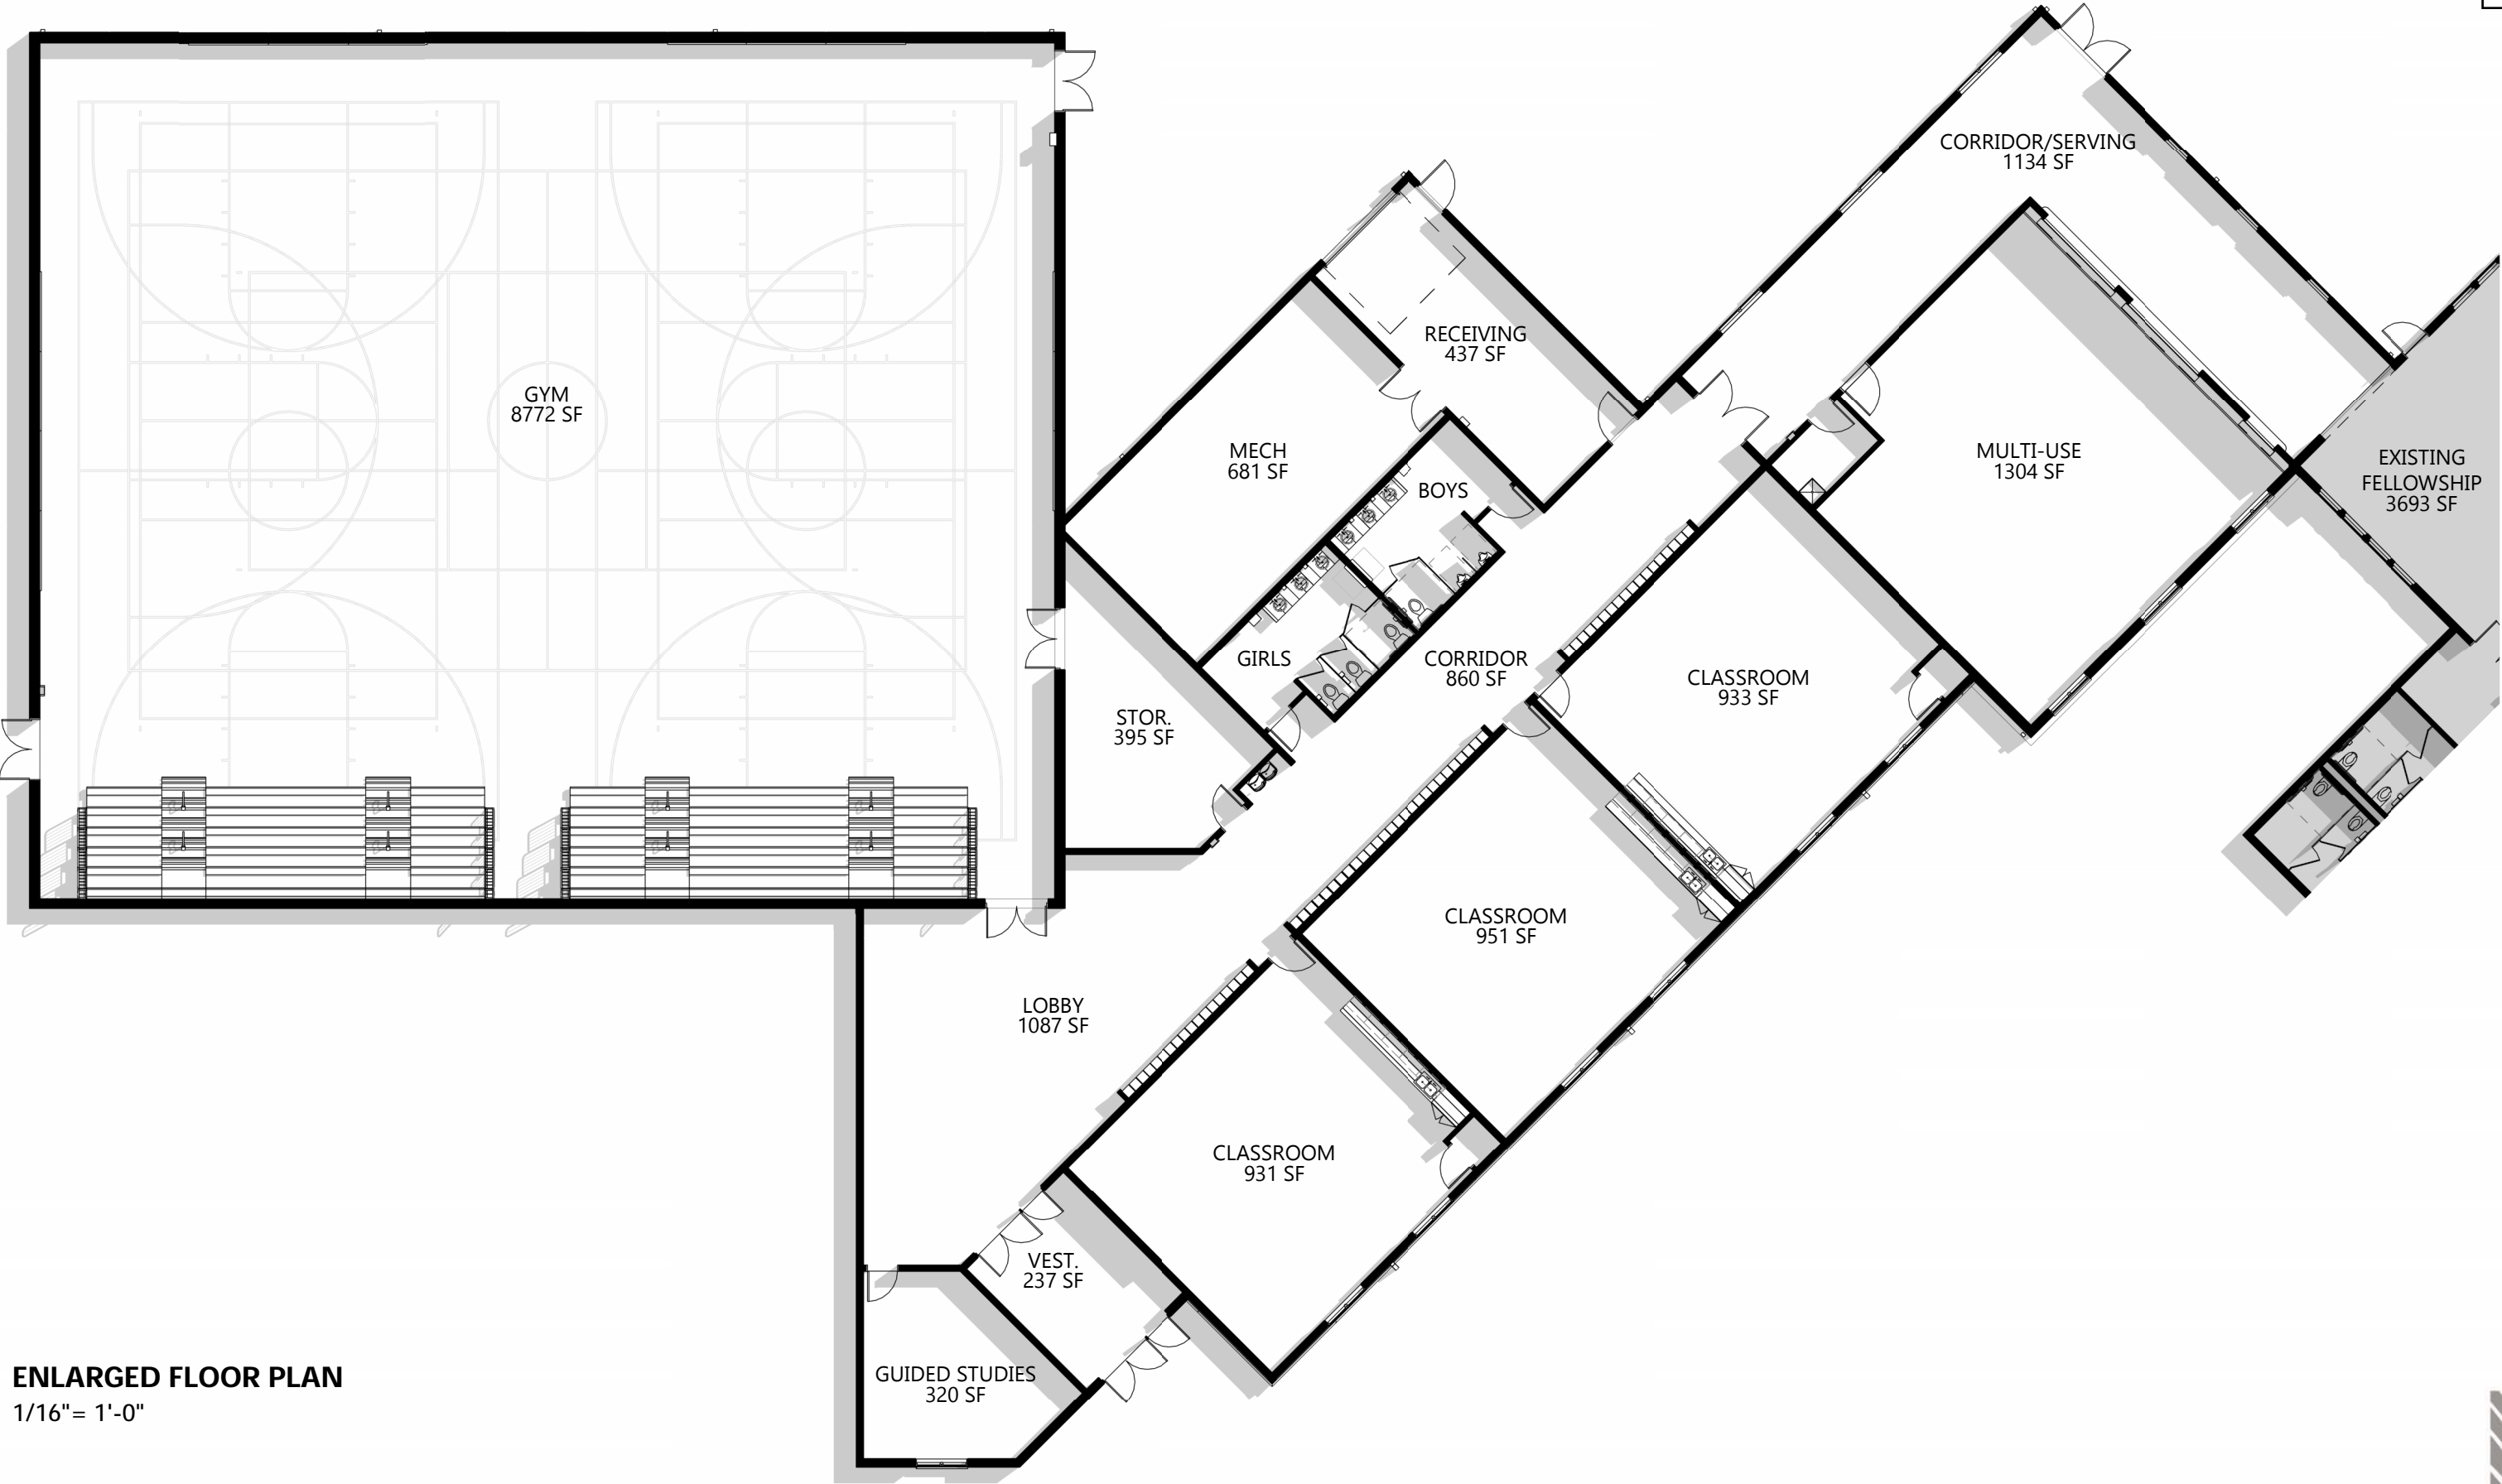 CORRIDOR/SERVING
1134 SF
RECEIVING
437 SF
GYM
8772 SF
MECH
681 SF
BOYS
MULTI-USE
1304 SF
EXISTING
FELLOWSHIP
3693 SF
GIRLS
CORRIDOR
860 SF
CLASSROOM
933 SF
STOR.
395 SF
CLASSROOM
951 SF
LOBBY
1087 SF
CLASSROOM
931 SF
VEST.
237 SF
GUIDED STUDIES
320 SF
ENLARGED FLOOR PLAN
1/16"= 1'-0"